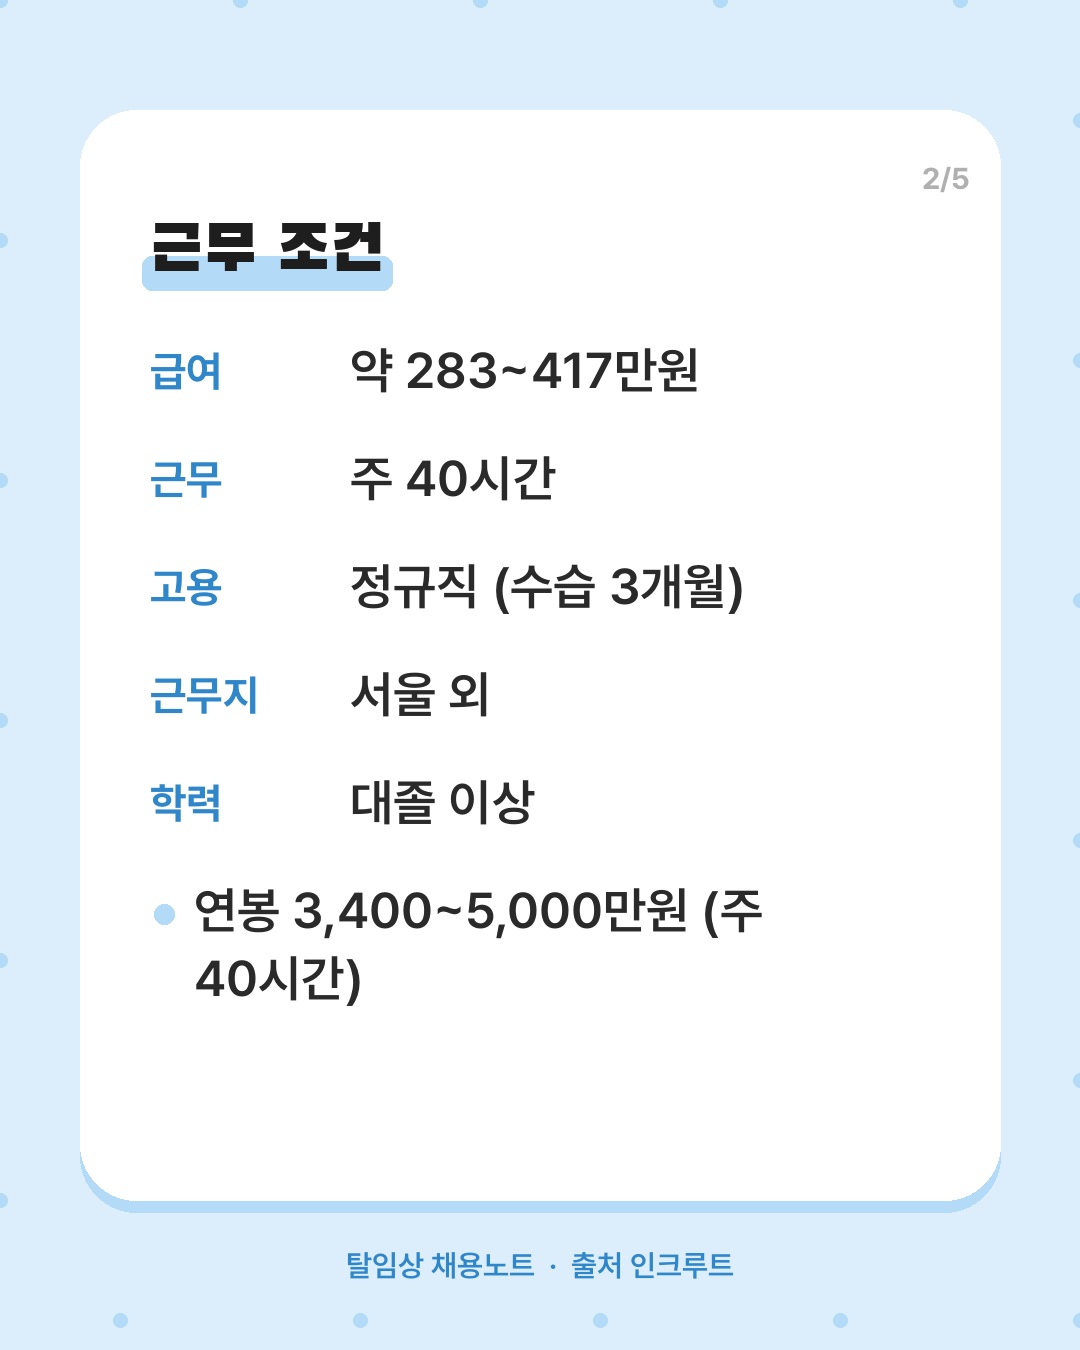 2/5
근무 조건
급여 약 283~417만원
근무 주 40시간
고용 정규직 (수습 3개월)
근무지 서울 외
학력 대졸 이상
연봉 3,400~5,000만원 (주
40시간)
탈임상 채용노트 · 출처 인크루트